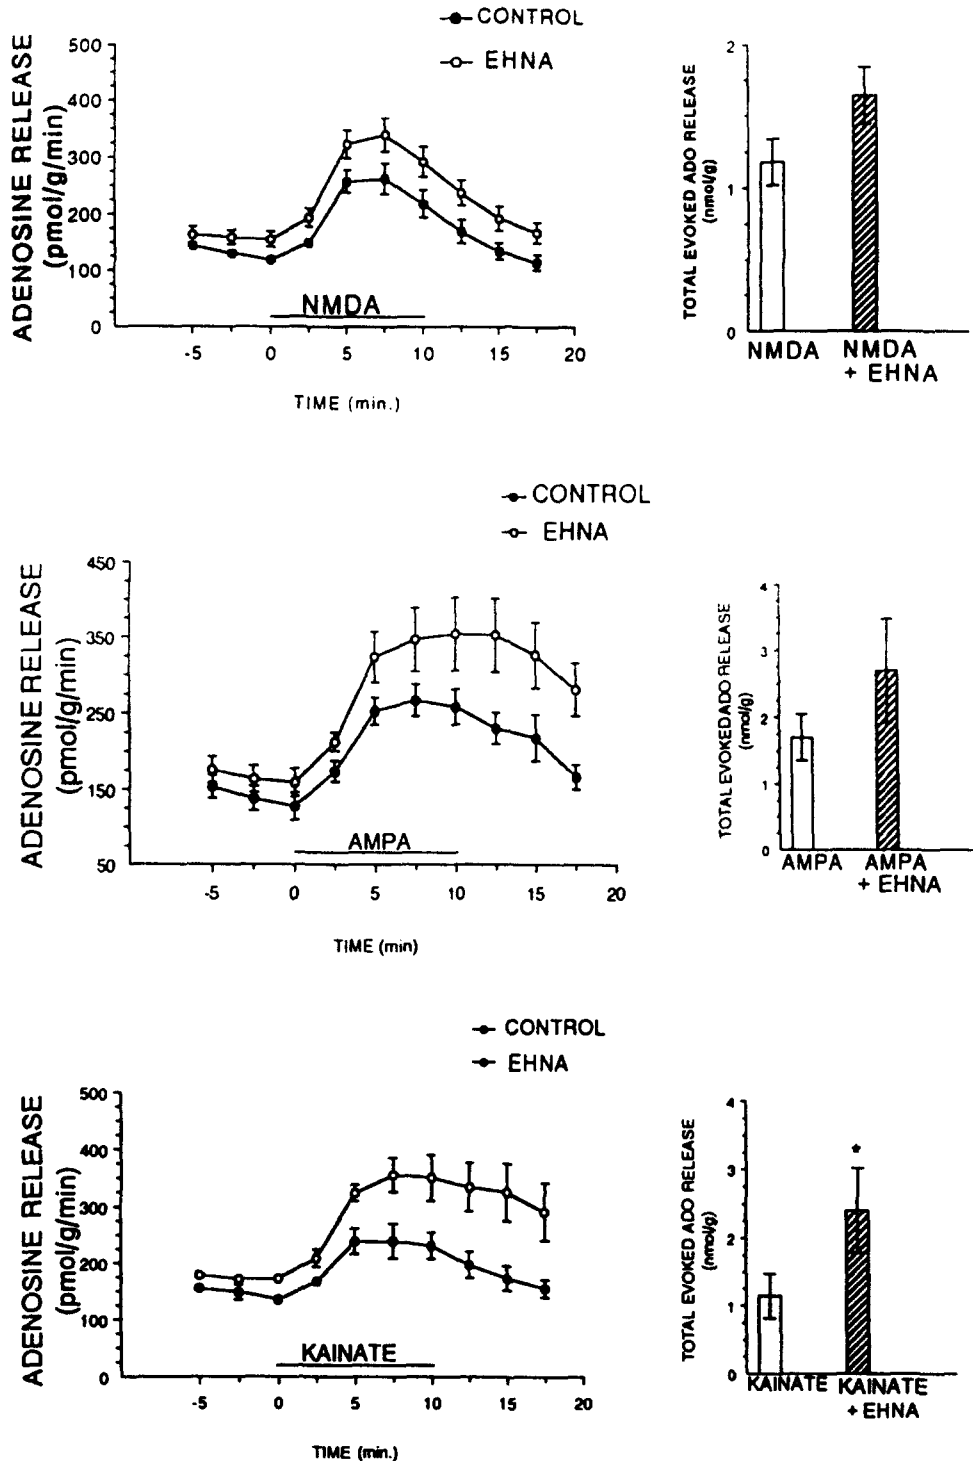 CONTROL
EHNA
ADENOSINE RELEASE
(pmol/g/min)
500
400
300
200
100
0
NMDA
-5 0 5 10 15 20
TIME (min.)
TOTAL EVOKED ADO RELEASE
(nmol/g)
2
1
0
NMDA NMDA
+ EHNA
CONTROL
EHNA
ADENOSINE RELEASE
(pmol/g/min)
450
350
250
150
50
AMPA
-5 0 5 10 15 20
TIME (min)
TOTAL EVOKED ADO RELEASE
(nmol/g)
4
3
2
1
0
AMPA AMPA
+ EHNA
CONTROL
EHNA
ADENOSINE RELEASE
(pmol/g/min)
500
400
300
200
100
0
KAINATE
-5 0 5 10 15 20
TIME (min.)
TOTAL EVOKED ADO RELEASE
(nmol/g)
4
3
2
1
0
*
KAINATE KAINATE
+ EHNA